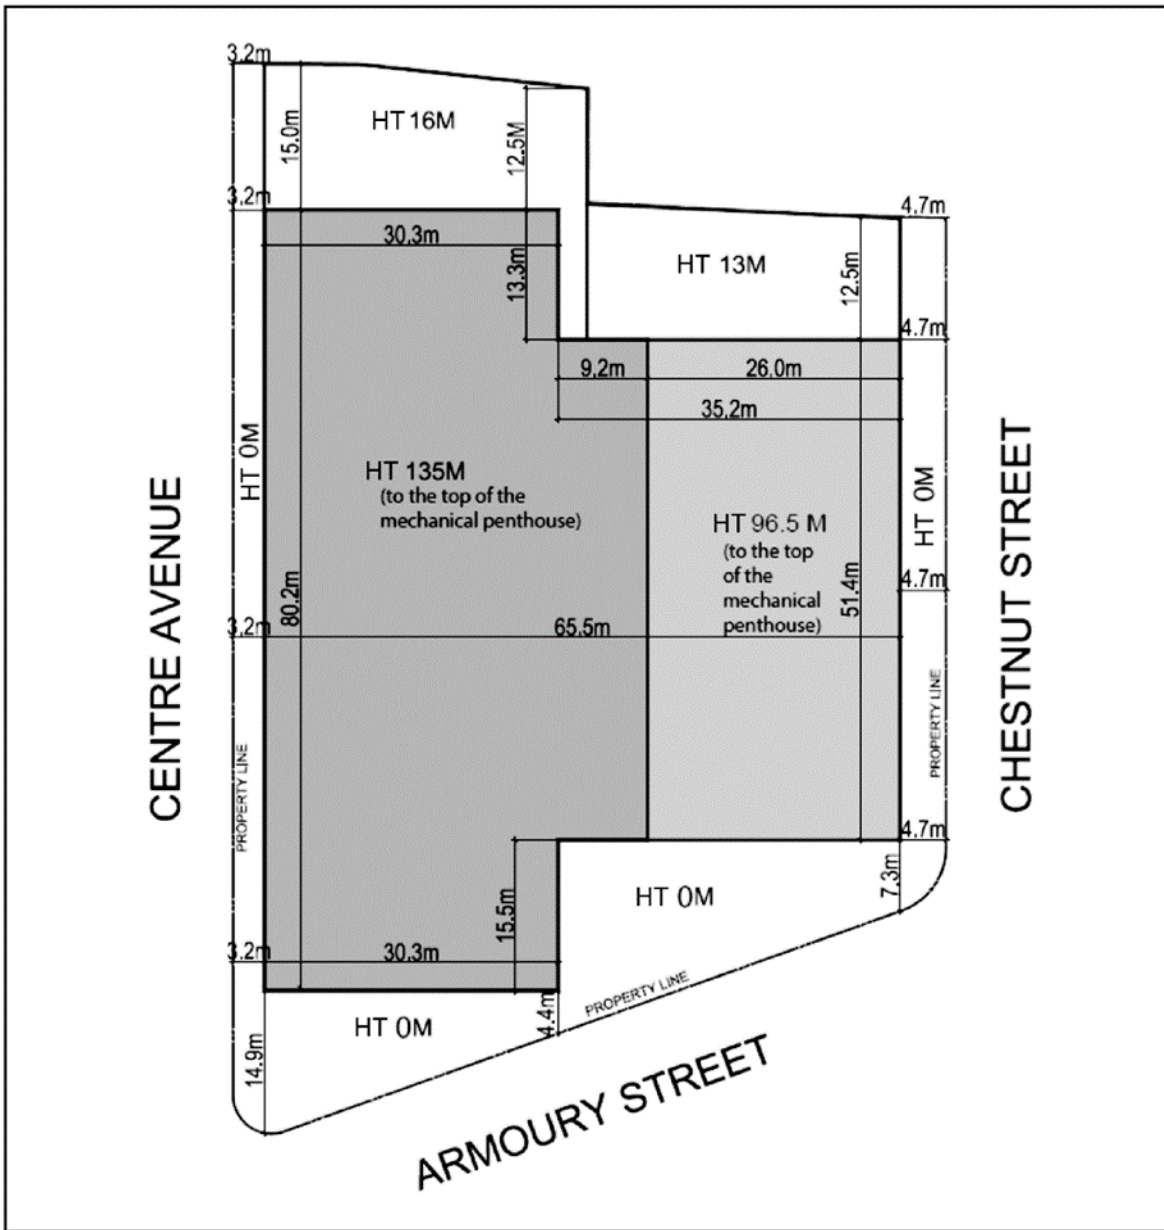 3.2m
15.0m
HT 16M
12.5M
3.2m
4.7m
30.3m
13.3m
HT 13M
12.5m
4.7m
9.2m
26.0m
35.2m
HT 0M
HT 135M
(to the top of the
mechanical penthouse)
HT 96.5 M
(to the top
of the
mechanical
penthouse)
HT 0M
CENTRE AVENUE
CHESTNUT STREET
80.2m
51.4m
4.7m
3.2m
65.5m
PROPERTY LINE
PROPERTY LINE
4.7m
7.3m
HT 0M
15.5m
3.2m
30.3m
PROPERTY LINE
4.4m
HT 0M
14.9m
ARMOURY STREET